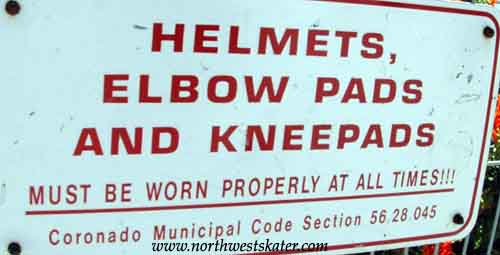 HELMETS,
ELBOW PADS
AND KNEEPADS
MUST BE WORN PROPERLY AT ALL TIMES!!!
Coronado Municipal Code Section 56.28.045
www.northwestskater.com